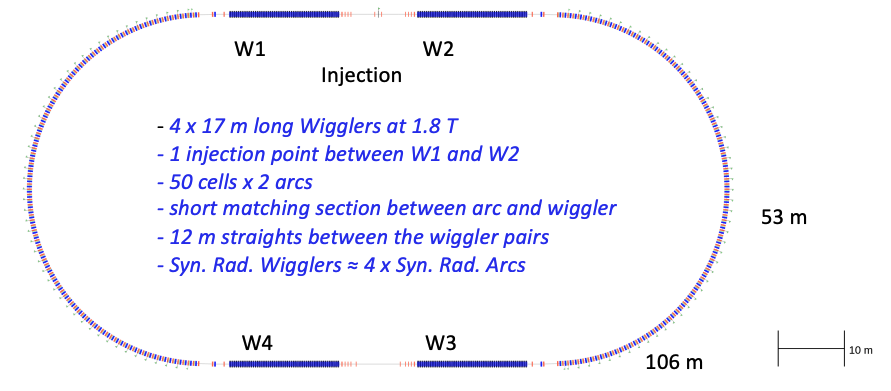 W1 W2
Injection
- 4 x 17 m long Wigglers at 1.8 T
- 1 injection point between W1 and W2
- 50 cells x 2 arcs
- short matching section between arc and wiggler
- 12 m straights between the wiggler pairs
- Syn. Rad. Wigglers ≈ 4 x Syn. Rad. Arcs
53 m
W4 W3
106 m
10 m